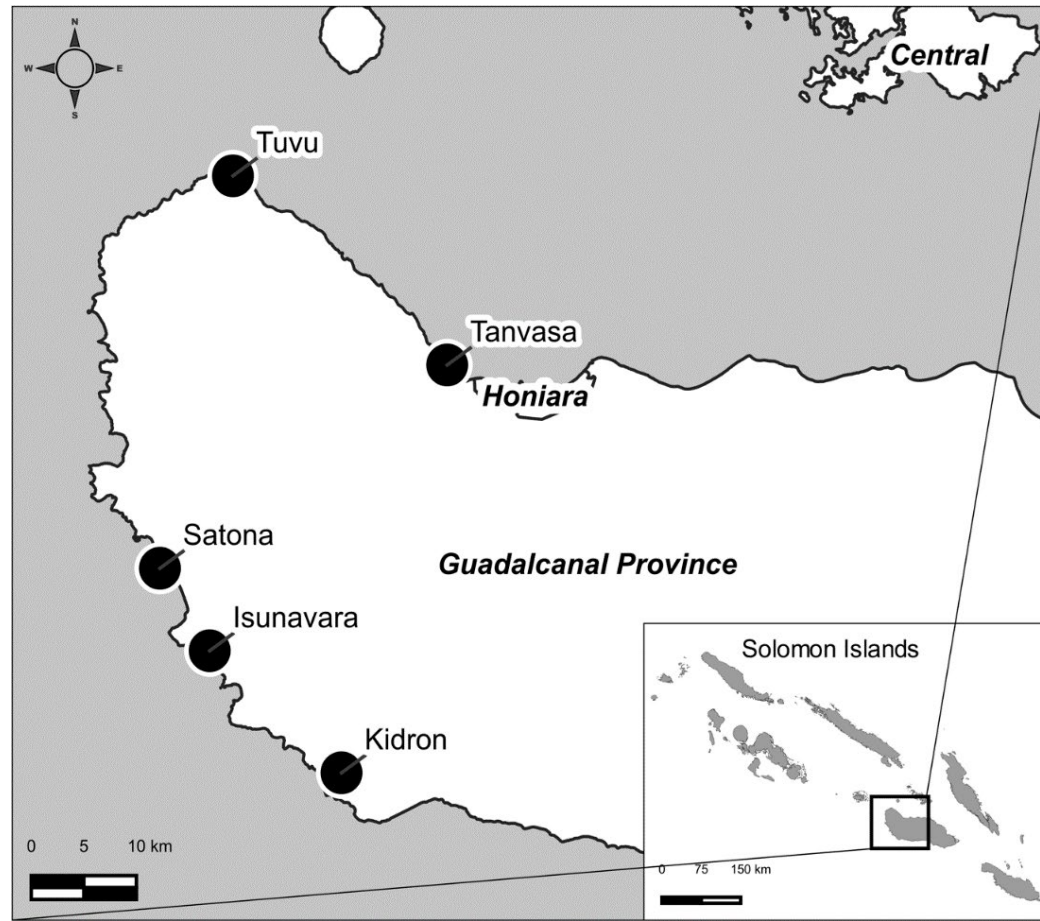 N
W E
S
Central
Tuvu
Tanvasa
Honiara
Satona
Guadalcanal Province
Isunavara
Kidron
0 5 10 km
Solomon Islands
0 75 150 km